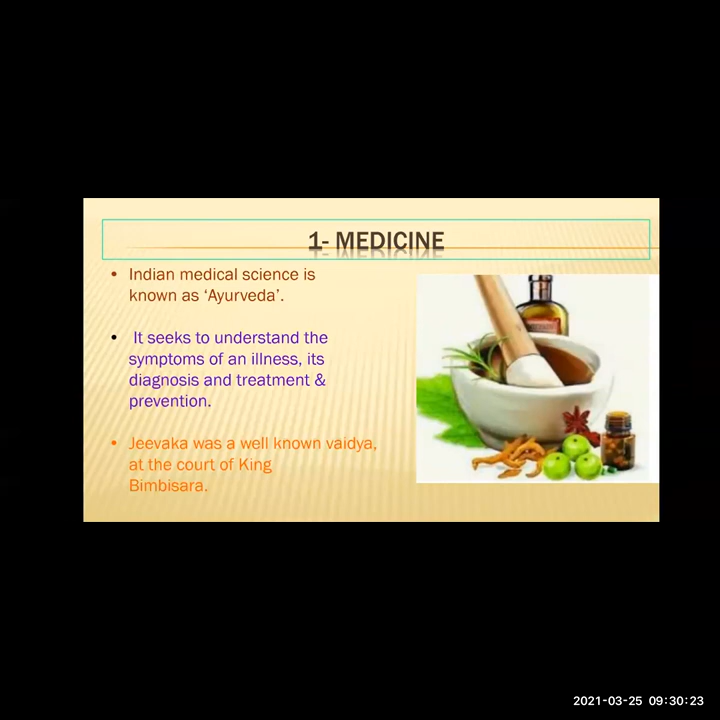 1- MEDICINE
• Indian medical science is
known as ‘Ayurveda’.
• It seeks to understand the
symptoms of an illness, its
diagnosis and treatment &
prevention.
• Jeevaka was a well known vaidya,
at the court of King
Bimbisara.
2021-03-25 09:30:23